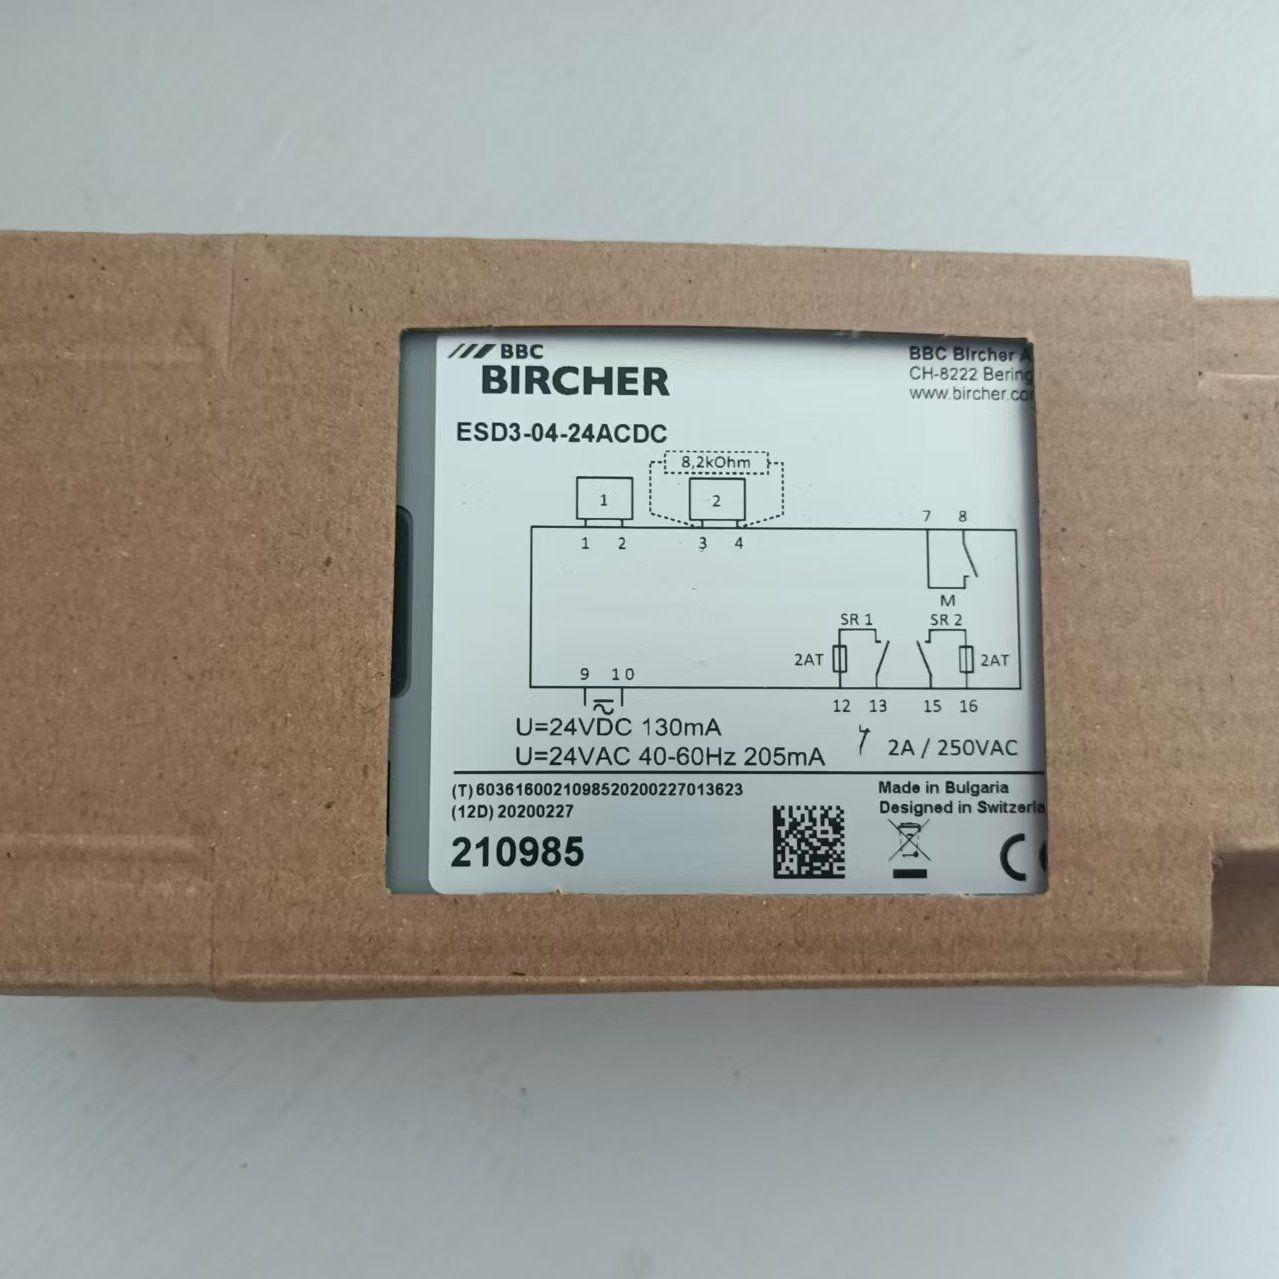 BBC
BIRCHER
BBC Bircher A
CH-8222 Bering
www.bircher.co
ESD3-04-24ACDC
8,2kOhm
1
2
1 2 3 4
7 8
M
SR 1 SR 2
2AT 2AT
9 10
12 13 15 16
U=24VDC 130mA
U=24VAC 40-60Hz 205mA
2A / 250VAC
(T) 6036160021098520200227013623
(12D) 20200227
210985
Made in Bulgaria
Designed in Switzerla
CE